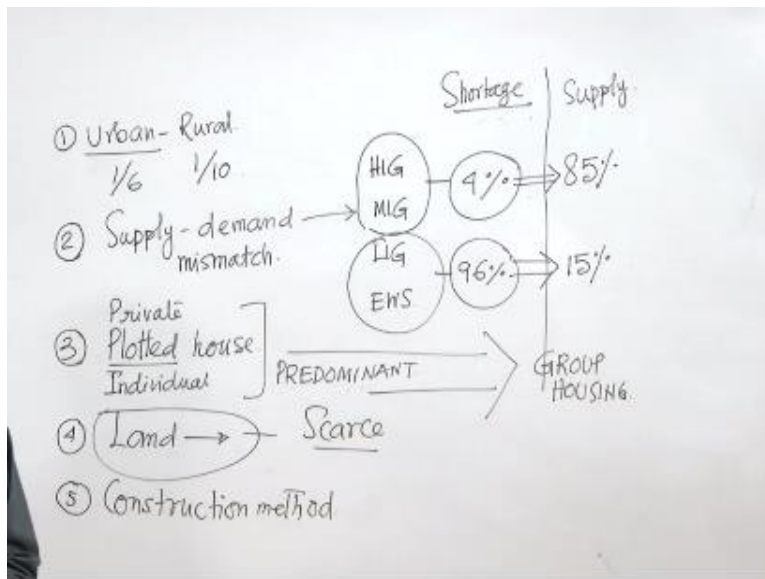 Shortage Supply
① Urban - Rural
1/6 1/10
HIG
MIG
4% 85%
② Supply-demand
mismatch.
LIG
EWS
96% 15%
③ Private
Plotted house
Individual
PREDOMINANT
GROUP
HOUSING
④ Land → Scarce
⑤ Construction method